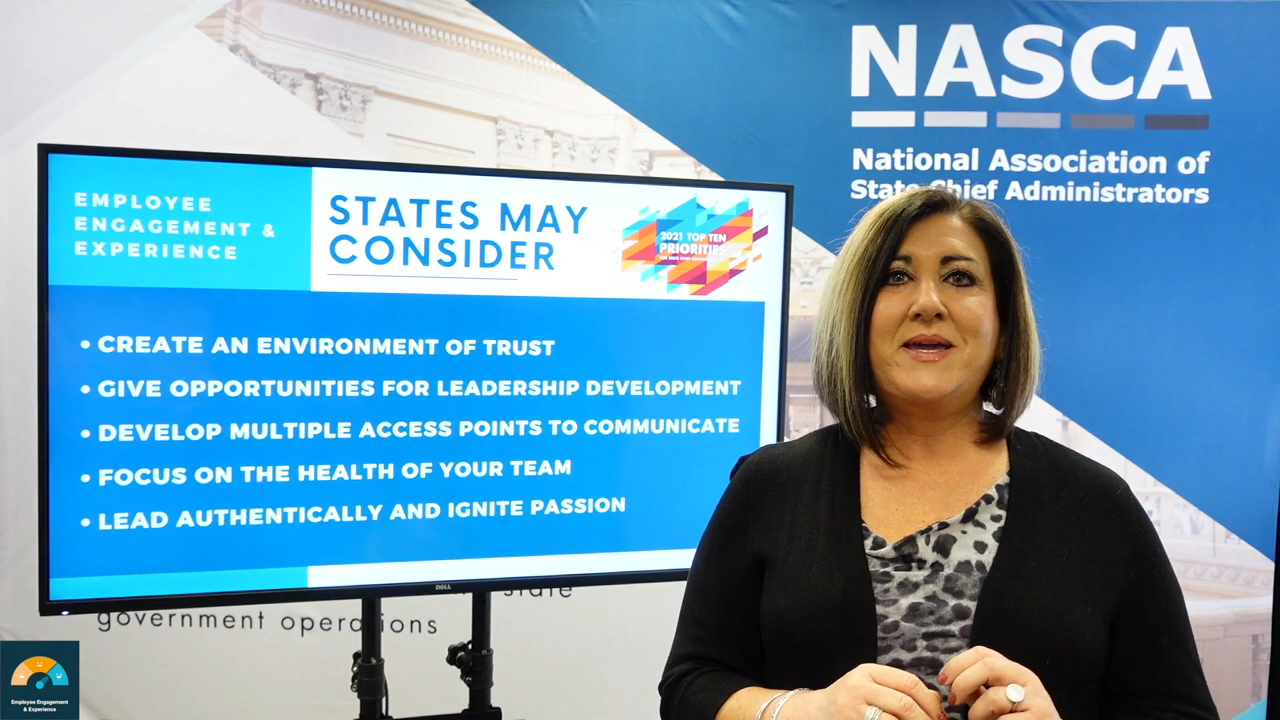 NASCA
National Association of
State Chief Administrators
EMPLOYEE
ENGAGEMENT &
EXPERIENCE
STATES MAY
CONSIDER
2021 TOP TEN
PRIORITIES
• CREATE AN ENVIRONMENT OF TRUST
• GIVE OPPORTUNITIES FOR LEADERSHIP DEVELOPMENT
• DEVELOP MULTIPLE ACCESS POINTS TO COMMUNICATE
• FOCUS ON THE HEALTH OF YOUR TEAM
• LEAD AUTHENTICALLY AND IGNITE PASSION
DELL
state
government operations
Employee Engagement
& Experience